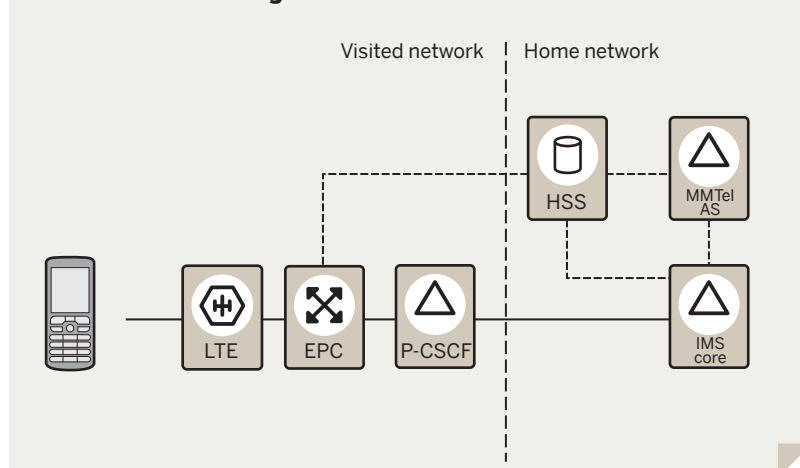 Visited network
Home network
HSS
MMTel
AS
LTE
EPC
P-CSCF
IMS
core